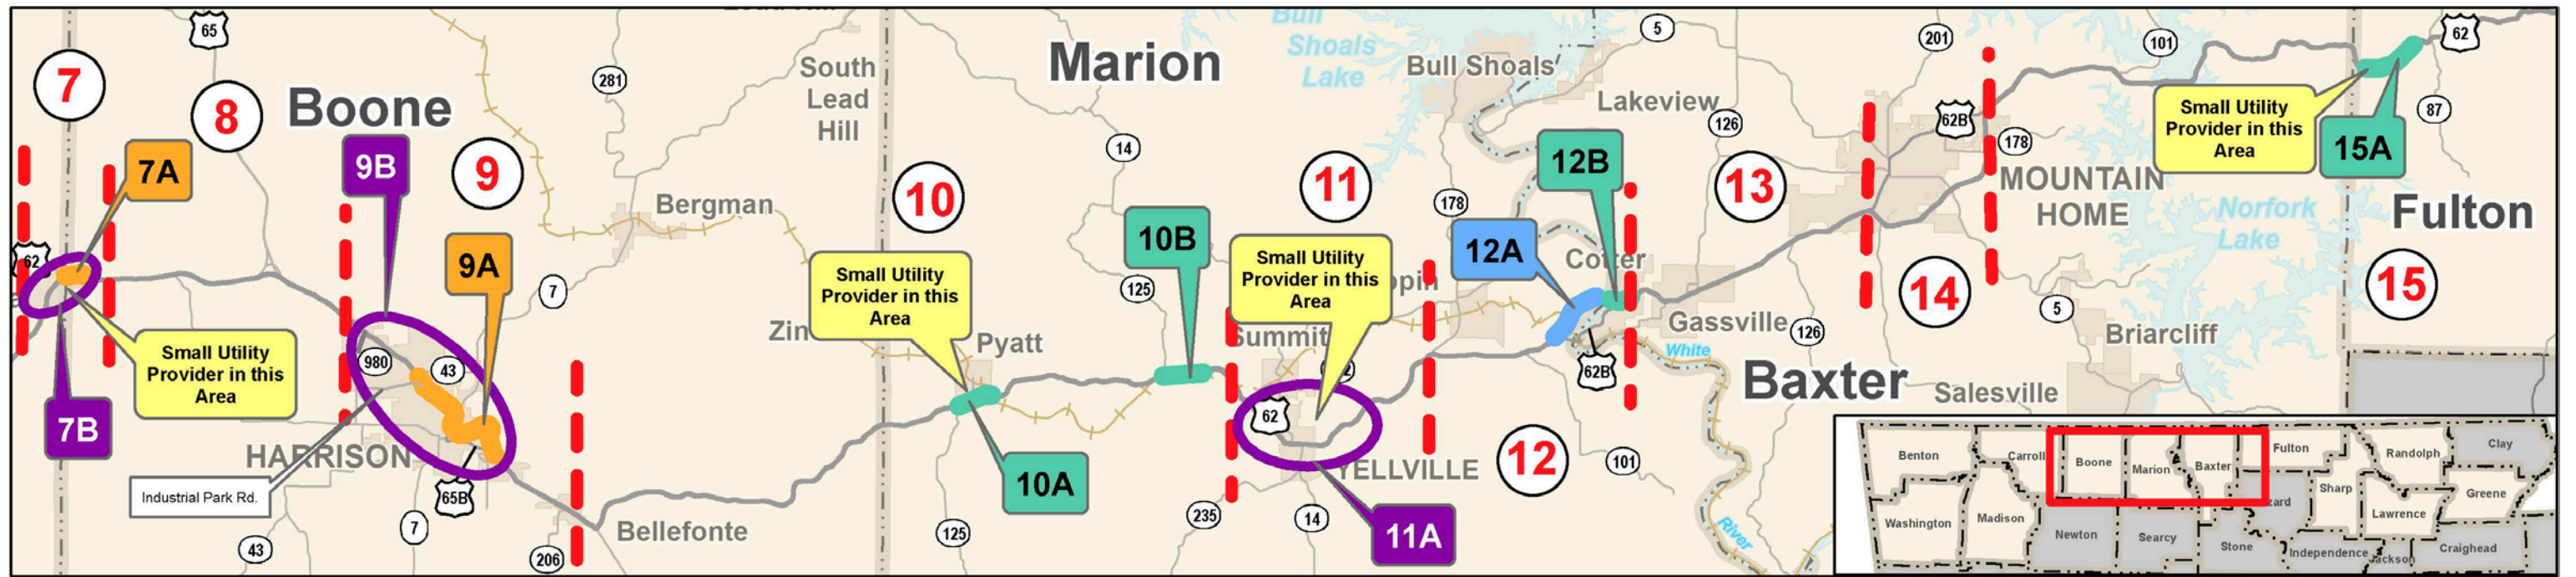 65
7
8
Boone
281
South
Lead
Hill
Marion
Bull
Shoals
Lake
Bull Shoals
5
Lakeview
126
201
62B
178
101
62
87
Small Utility
Provider in this
Area
15A
Fulton
15
7A
9B
9
Bergman
10
14
11
178
12B
13
MOUNTAIN
HOME
Norfork
Lake
62
9A
7
Small Utility
Provider in this
Area
10B
125
Small Utility
Provider in this
Area
12A
Cotter
14
5
Briarcliff
Small Utility
Provider in this
Area
7B
980
43
Pyatt
Summit
62
62B
Gassville
126
White
Baxter
Salesville
HARRISON
Industrial Park Rd.
65B
7
43
206
Bellefonte
10A
125
235
14
YELLVILLE
11A
12
101
River
Benton
Carroll
Boone
Marion
Baxter
Fulton
Randolph
Clay
Washington
Madison
Newton
Searcy
Stone
Sharp
Lawrence
Greene
Independence
Jackson
Craighead